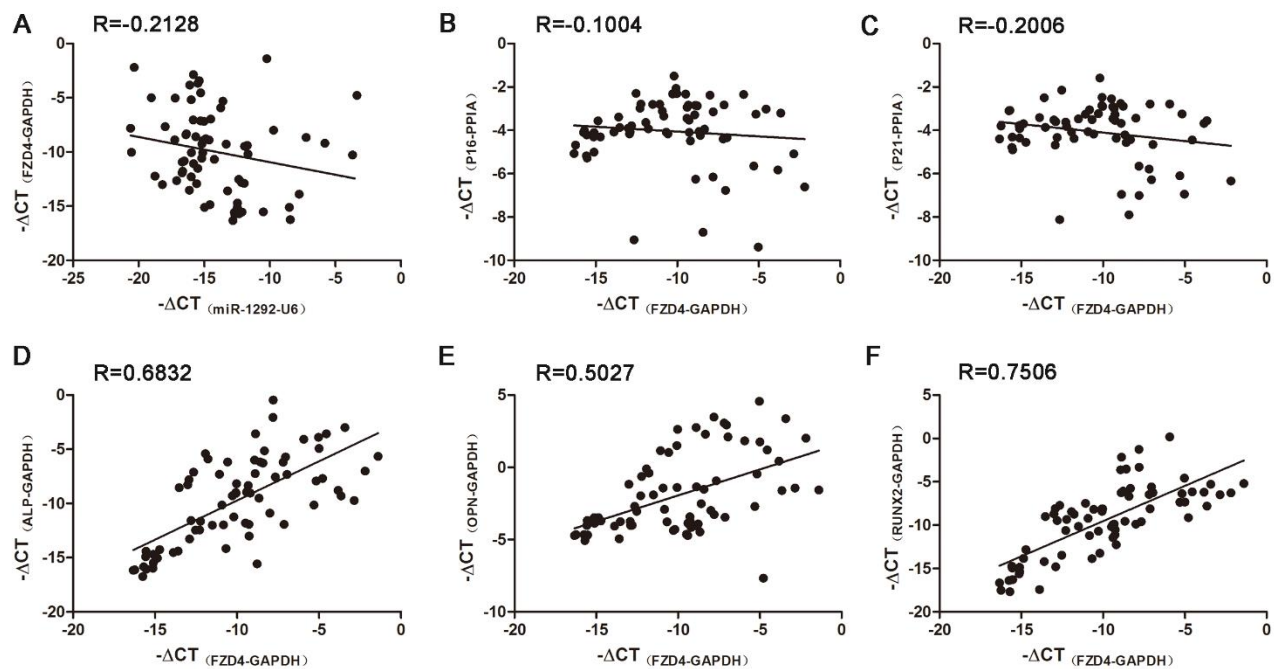 A
R=-0.2128
0
-5
-10
-15
-20
-25
-20
-15
-10
-5
0
-ΔCT (FZD4-GAPDH)
-ΔCT (miR-1292-U6)
B
R=-0.1004
0
-2
-4
-6
-8
-10
-20
-15
-10
-5
0
-ΔCT (P16-PPIA)
-ΔCT (FZD4-GAPDH)
C
R=-0.2006
0
-2
-4
-6
-8
-10
-20
-15
-10
-5
0
-ΔCT (P21-PPIA)
-ΔCT (FZD4-GAPDH)
D
R=0.6832
0
-5
-10
-15
-20
-20
-15
-10
-5
0
-ΔCT (ALP-GAPDH)
-ΔCT (FZD4-GAPDH)
E
R=0.5027
5
0
-5
-10
-20
-15
-10
-5
0
-ΔCT (OPN-GAPDH)
-ΔCT (FZD4-GAPDH)
F
R=0.7506
5
0
-5
-10
-15
-20
-20
-15
-10
-5
0
-ΔCT (RUNX2-GAPDH)
-ΔCT (FZD4-GAPDH)